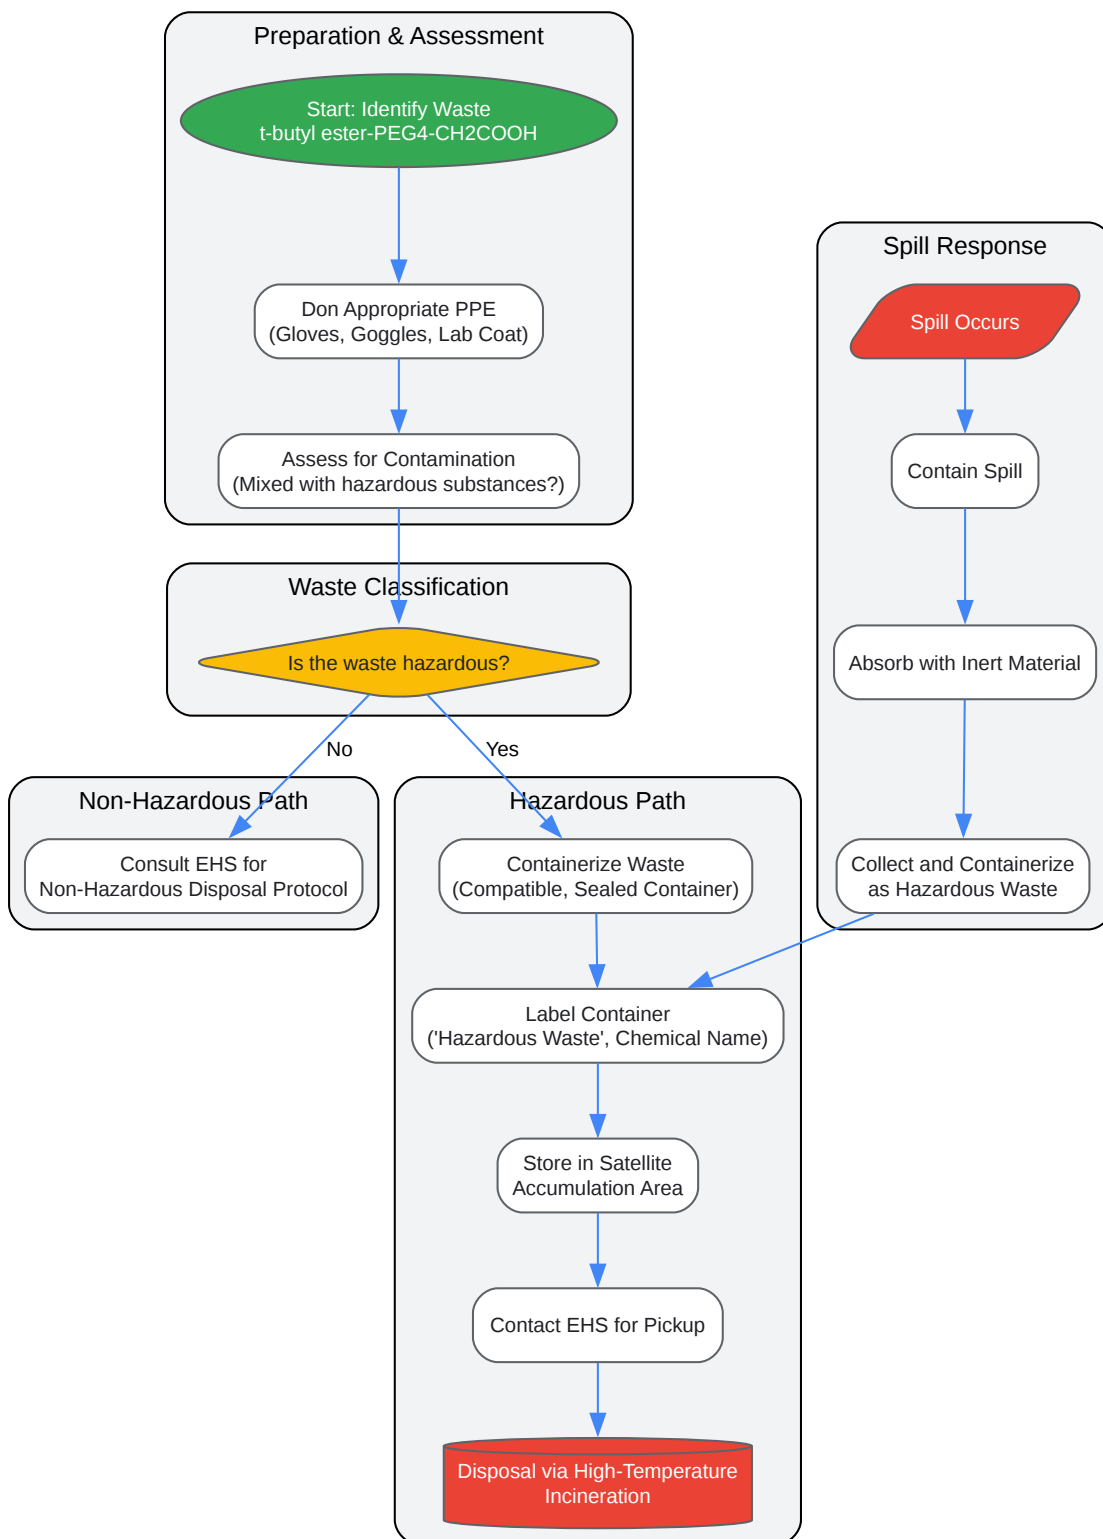 Preparation & Assessment
Start: Identify Waste
t-butyl ester-PEG4-CH2COOH
Don Appropriate PPE
(Gloves, Goggles, Lab Coat)
Assess for Contamination
(Mixed with hazardous substances?)
Waste Classification
Is the waste hazardous?
No
Yes
Non-Hazardous Path
Consult EHS for
Non-Hazardous Disposal Protocol
Hazardous Path
Containerize Waste
(Compatible, Sealed Container)
Label Container
('Hazardous Waste', Chemical Name)
Store in Satellite
Accumulation Area
Contact EHS for Pickup
Disposal via High-Temperature
Incineration
Spill Response
Spill Occurs
Contain Spill
Absorb with Inert Material
Collect and Containerize
as Hazardous Waste